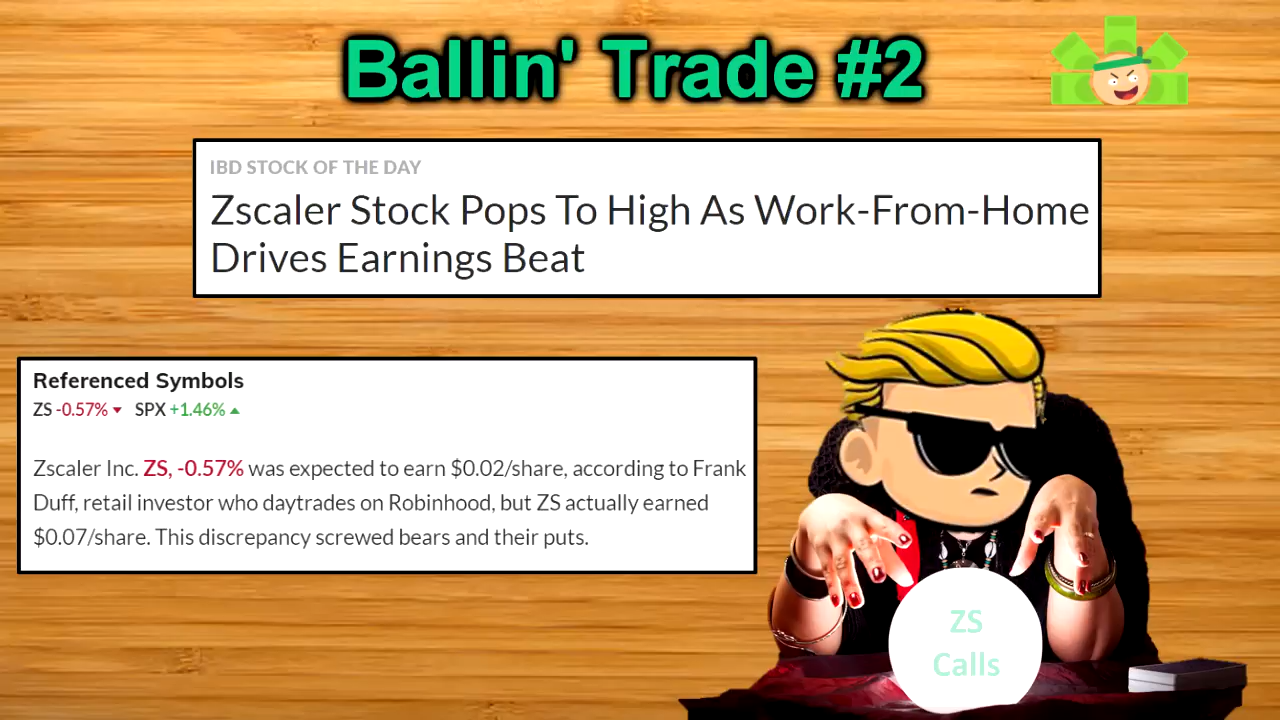 Ballin' Trade #2
IBD STOCK OF THE DAY
Zscaler Stock Pops To High As Work-From-Home
Drives Earnings Beat
Referenced Symbols
ZS -0.57% SPX +1.46%
Zscaler Inc. ZS, -0.57% was expected to earn $0.02/share, according to Frank
Duff, retail investor who daytrades on Robinhood, but ZS actually earned
$0.07/share. This discrepancy screwed bears and their puts.
ZS
Calls